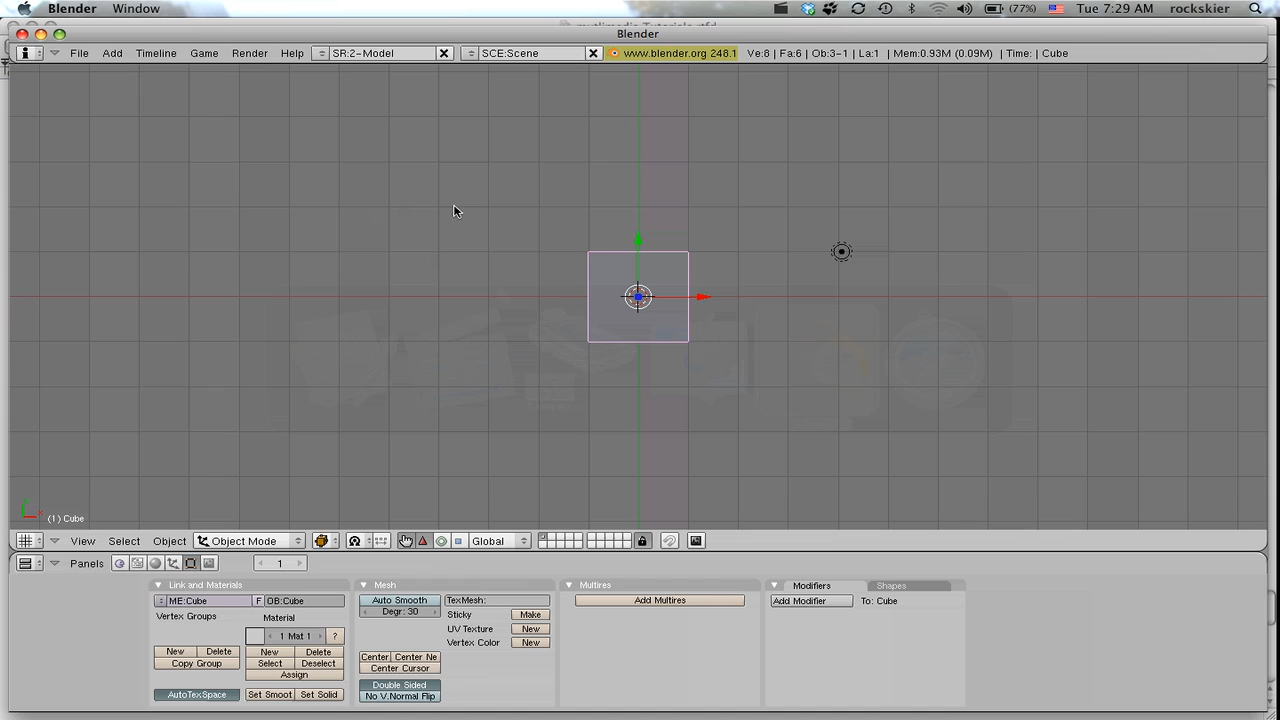 Blender Window (77%) Tue 7:29 AM rockskier
Blender
File Add Timeline Game Render Help SR:2-Model SCE:Scene www.blender.org 248.1 Ve:8 | Fa:6 | Ob:3-1 | La:1 | Mem:0.93M (0.09M) | Time: | Cube
x
(1) Cube
View Select Object Object Mode Global
Panels 1
Link and Materials Mesh Multires Modifiers Shapes
ME:Cube F OB:Cube Auto Smooth TexMesh: Add Multires Add Modifier To: Cube
Degr: 30
Vertex Groups Material Sticky Make
1 Mat 1 ? UV Texture New
Vertex Color New
New Delete New Delete Center Center Ne
Copy Group Select Deselect Center Cursor
Assign
Double Sided
AutoTexSpace Set Smoot Set Solid No V.Normal Flip